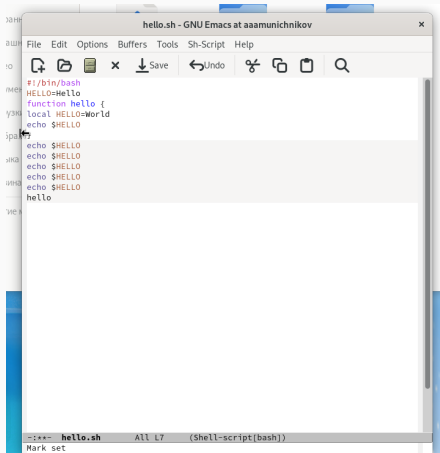 hello.sh - GNU Emacs at aaamunichnikov
File Edit Options Buffers Tools Sh-Script Help
Save Undo
#!/bin/bash
HELLO=Hello
function hello {
local HELLO=World
echo $HELLO
}
echo $HELLO
echo $HELLO
echo $HELLO
echo $HELLO
echo $HELLO
hello
-:**- hello.sh All L7 (Shell-script[bash])
Mark set